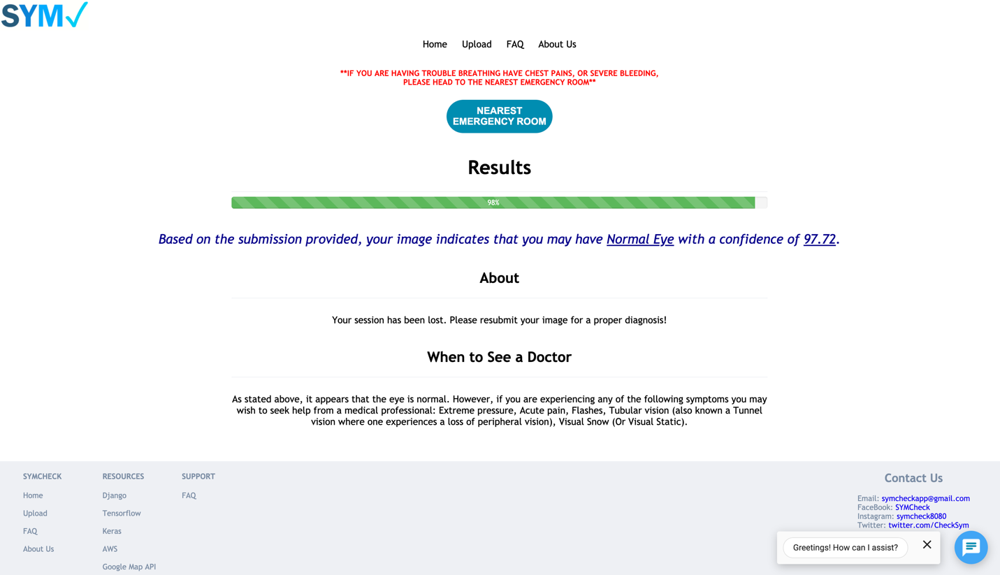 SYM✓
Home Upload FAQ About Us
**IF YOU ARE HAVING TROUBLE BREATHING HAVE CHEST PAINS, OR SEVERE BLEEDING,
PLEASE HEAD TO THE NEAREST EMERGENCY ROOM**
NEAREST
EMERGENCY ROOM
Results
98%
Based on the submission provided, your image indicates that you may have Normal Eye with a confidence of 97.72.
About
Your session has been lost. Please resubmit your image for a proper diagnosis!
When to See a Doctor
As stated above, it appears that the eye is normal. However, if you are experiencing any of the following symptoms you may
wish to seek help from a medical professional: Extreme pressure, Acute pain, Flashes, Tubular vision (also known a Tunnel
vision where one experiences a loss of peripheral vision), Visual Snow (Or Visual Static).
SYMCHECK
Home
Upload
FAQ
About Us
RESOURCES
Django
Tensorflow
Keras
AWS
Google Map API
SUPPORT
FAQ
Contact Us
Email: symcheckapp@gmail.com
FaceBook: SYMCheck
Instagram: symcheck8080
Twitter: twitter.com/CheckSym
Greetings! How can I assist?